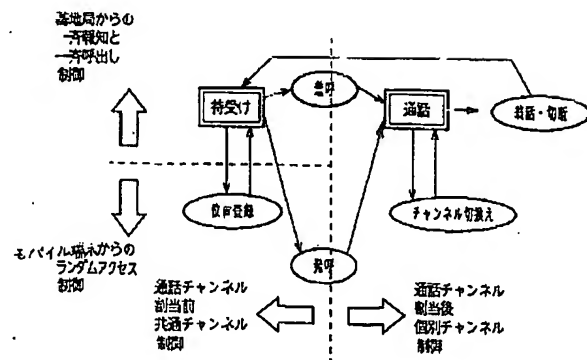 基地局からの
一斉報知と
一斉呼出し
制御
待受け
着呼
通話
終話・切断
位置登録
チャンネル切換え
モバイル端末からの
ランダムアクセス
制御
発呼
通話チャンネル
割当前
共通チャンネル
制御
通話チャンネル
割当後
個別チャンネル
制御